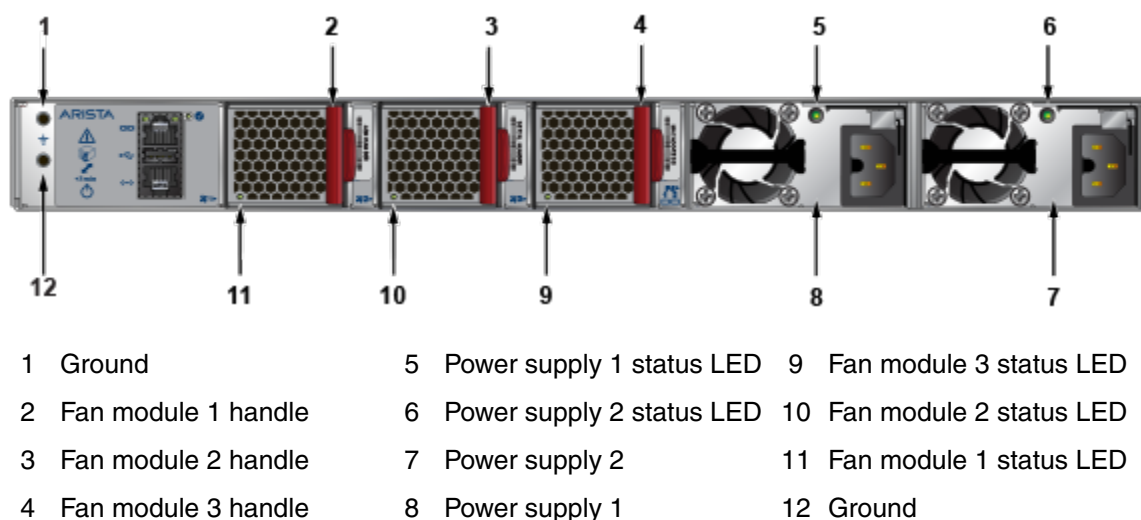 1 2 3 4 5 6
ARISTA
12 11 10 9 8 7
1 Ground
2 Fan module 1 handle
3 Fan module 2 handle
4 Fan module 3 handle
5 Power supply 1 status LED
6 Power supply 2 status LED
7 Power supply 2
8 Power supply 1
9 Fan module 3 status LED
10 Fan module 2 status LED
11 Fan module 1 status LED
12 Ground